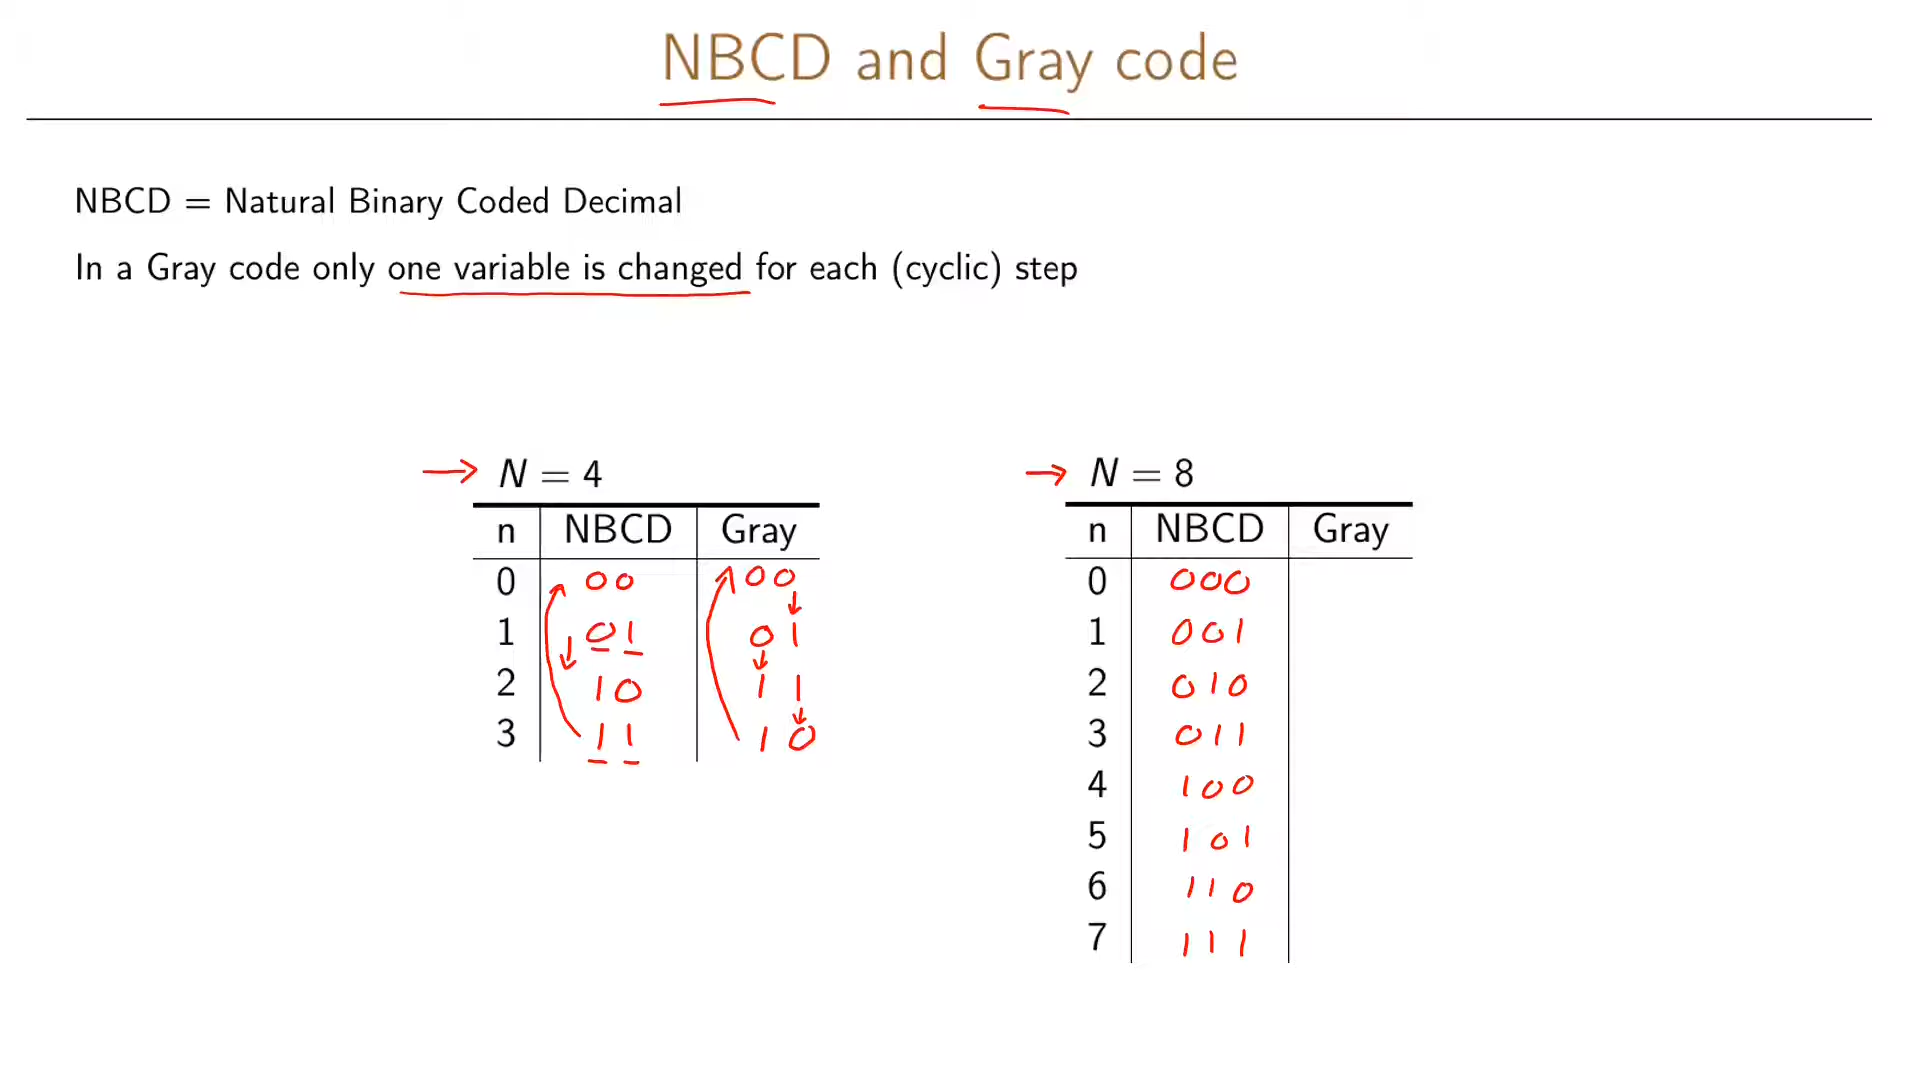 NBCD and Gray code
NBCD = Natural Binary Coded Decimal
In a Gray code only one variable is changed for each (cyclic) step
N = 4
n NBCD Gray
0 00 00
1 01 01
2 10 11
3 11 10
N = 8
n NBCD Gray
0 000
1 001
2 010
3 011
4 100
5 101
6 110
7 111